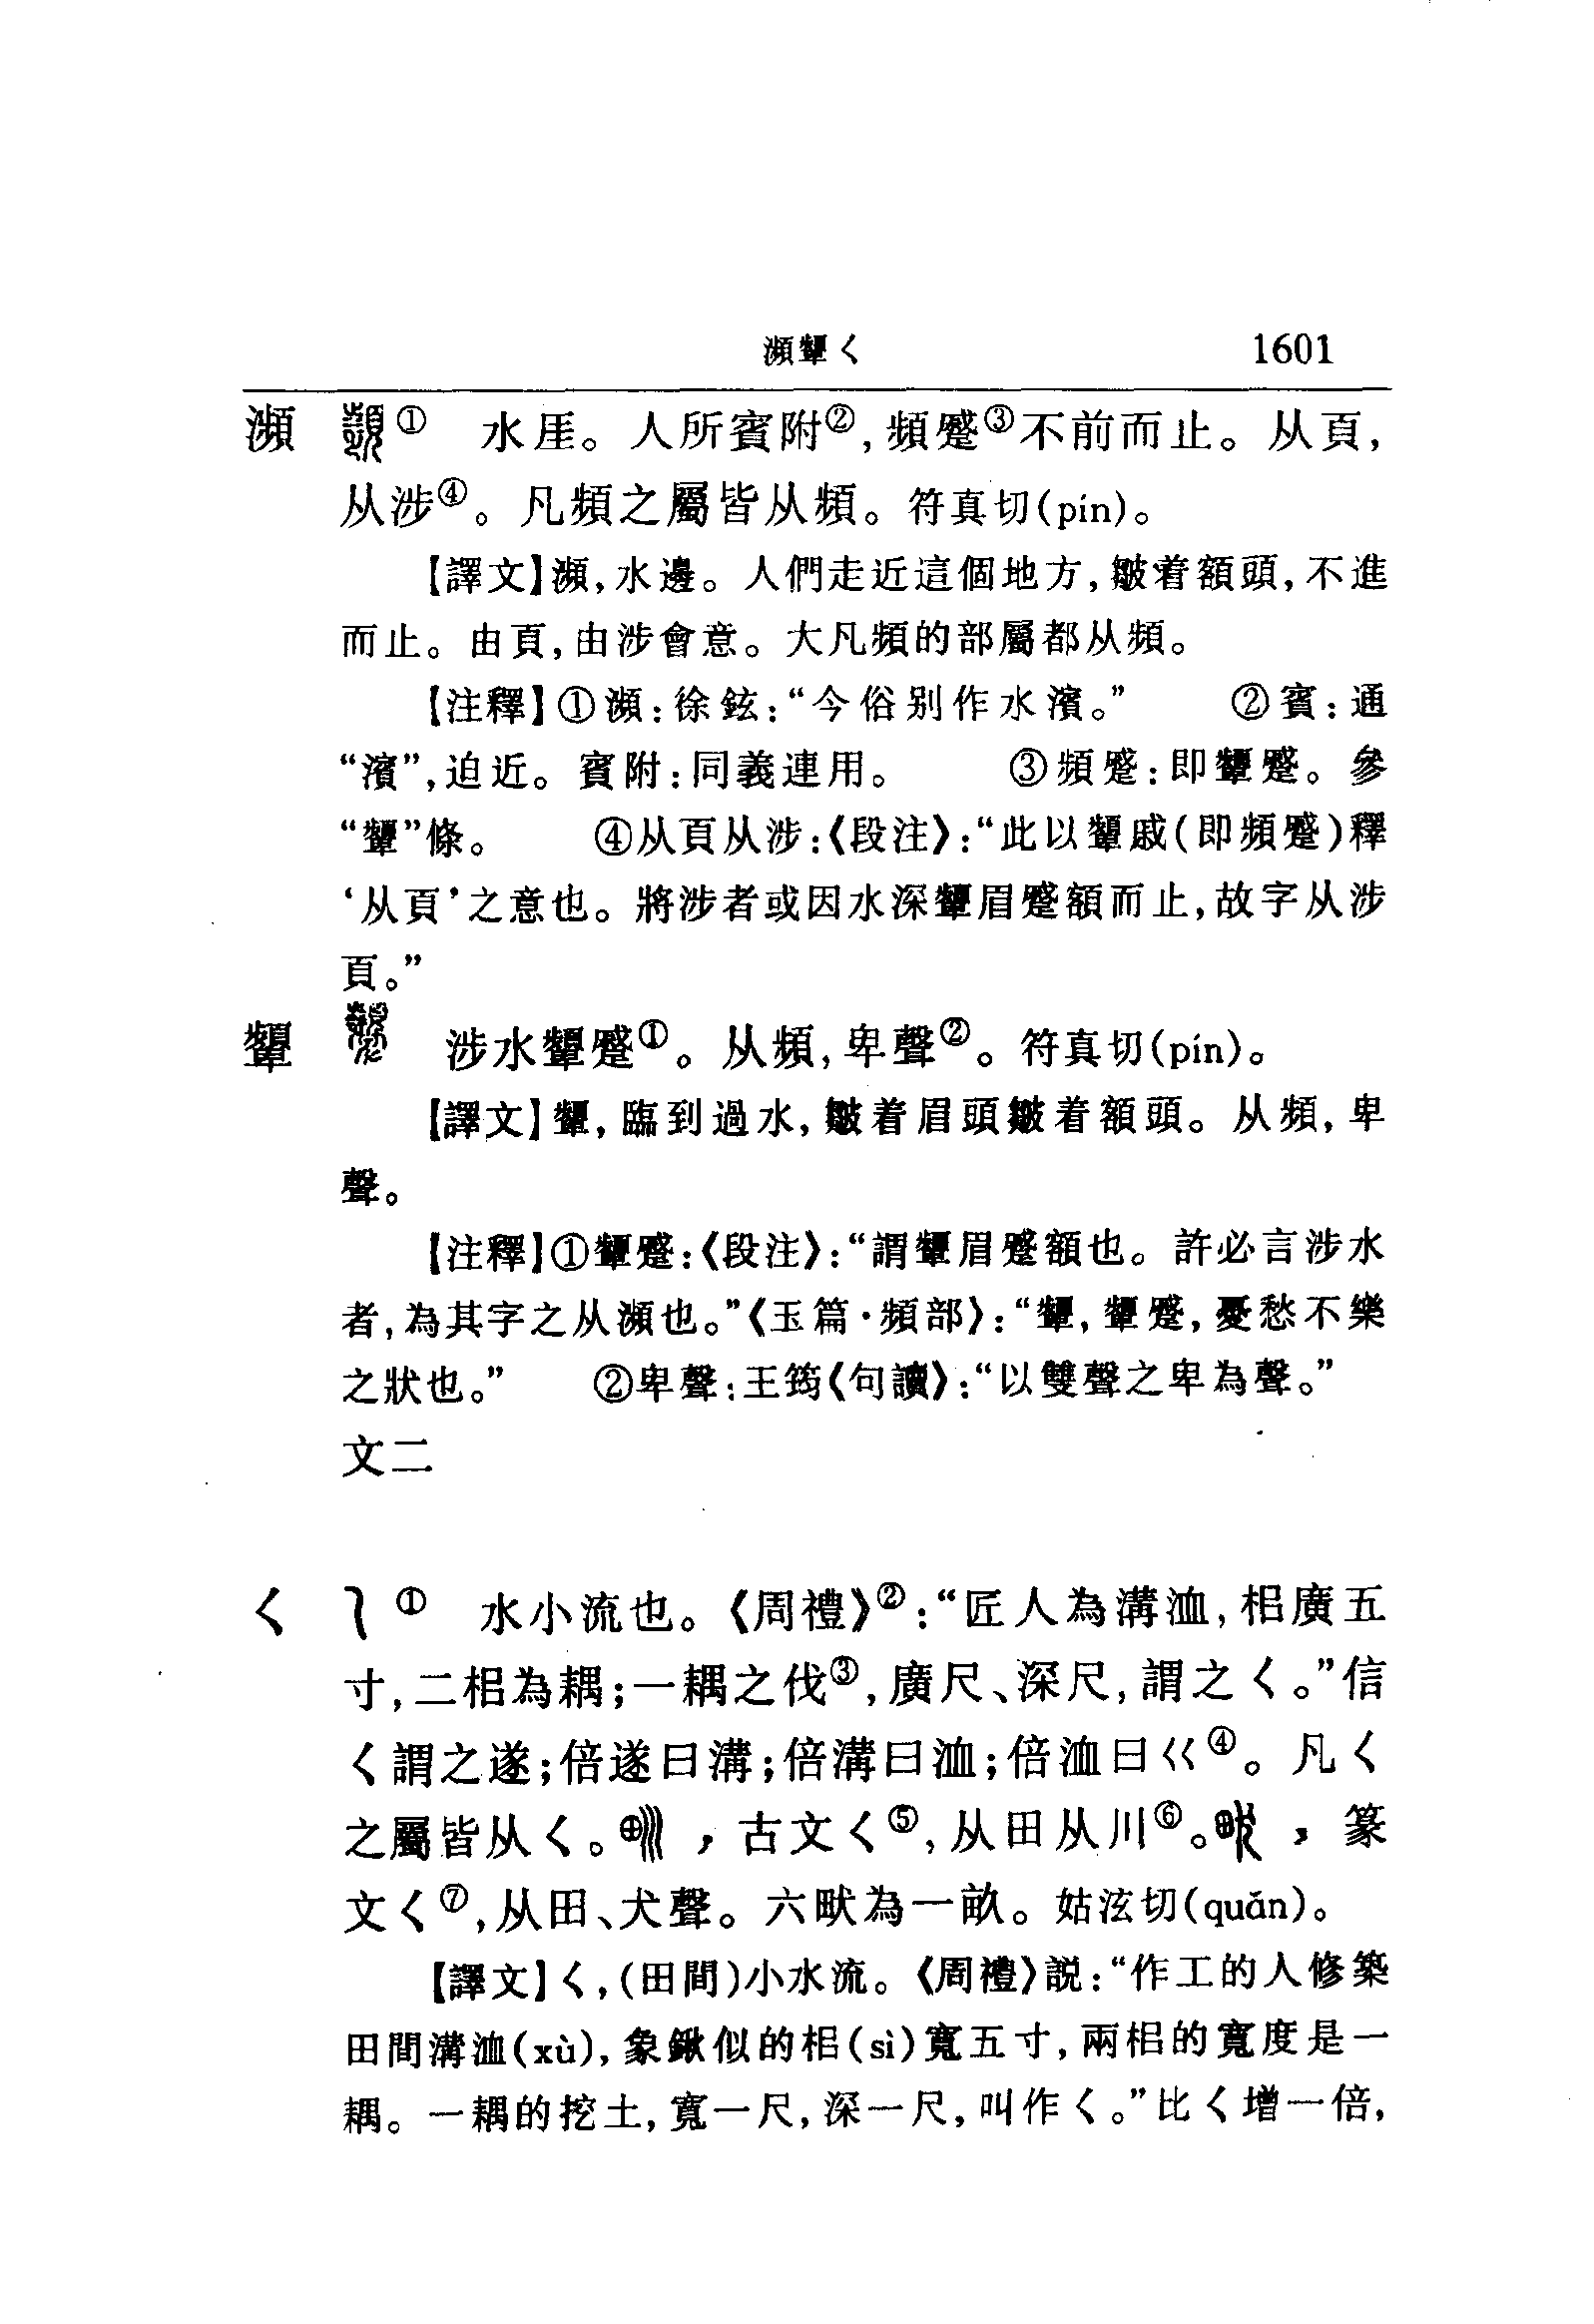 瀕顰く 1601
瀕 ① 水厓。人所賓附②,頻蹙③不前而止。从頁,
从涉④。凡頻之屬皆从頻。符真切(pín)。
【譯文】瀕,水邊。人們走近這個地方,皺着額頭,不進
而止。由頁,由涉會意。大凡頻的部屬都从頻。
【注釋】①瀕:徐鉉:“今俗别作水濱。” ②賓:通
“濱”,迫近。賓附:同義連用。 ③頻蹙:即顰蹙。參
“顰”條。 ④从頁从涉:《段注》:“此以顰戚(即頻蹙)釋
‘从頁’之意也。將涉者或因水深顰眉蹙額而止,故字从涉
頁。”
顰 涉水顰蹙①。从頻,卑聲②。符真切(pín)。
【譯文】顰,臨到過水,皺着眉頭皺着額頭。从頻,卑
聲。
【注釋】①顰蹙:《段注》:“謂顰眉蹙額也。許必言涉水
者,為其字之从瀕也。”《玉篇·頻部》:“顰,顰蹙,憂愁不樂
之狀也。” ②卑聲:王筠《句讀》:“以雙聲之卑為聲。”
文二
く ① 水小流也。《周禮》②:“匠人為溝洫,梠廣五
寸,二梠為耦;一耦之伐③,廣尺、深尺,謂之く。”信
く謂之遂;倍遂曰溝;倍溝曰洫;倍洫曰巜④。凡く
之屬皆从く。,古文く⑤,从田从川⑥。,篆
文く⑦,从田、犬聲。六畎為一畝。姑泫切(quǎn)。
【譯文】く,(田間)小水流。《周禮》説:“作工的人修築
田間溝洫(xù),象鍬似的梠(sì)寬五寸,兩梠的寬度是一
耦。一耦的挖土,寬一尺,深一尺,叫作く。”比く增一倍,